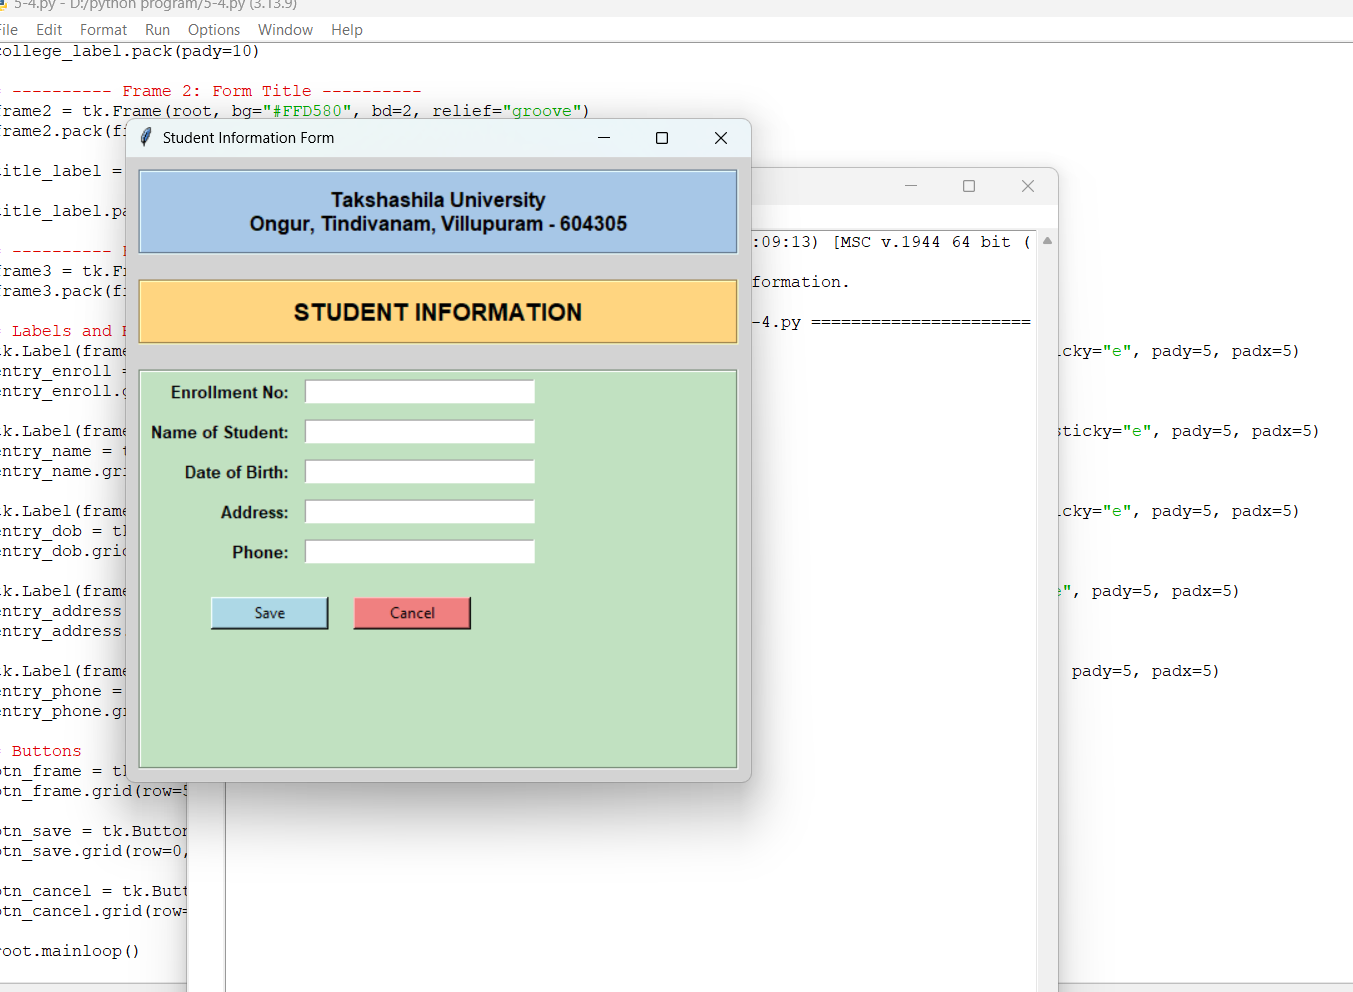 5-4.py - D:/python program/5-4.py (3.13.9)
File Edit Format Run Options Window Help
college_label.pack(pady=10)
# ---------- Frame 2: Form Title ----------
frame2 = tk.Frame(root, bg="#FFD580", bd=2, relief="groove")
frame2.pack(fi
title_label =
title_label.pa
# ----------
frame3 = tk.Fr
frame3.pack(fi
# Labels and E
tk.Label(frame
entry_enroll =
entry_enroll.g
tk.Label(frame
entry_name = t
entry_name.gri
tk.Label(frame
entry_dob = tk
entry_dob.grid
tk.Label(frame
entry_address
entry_address
tk.Label(frame
entry_phone =
entry_phone.gr
# Buttons
btn_frame = tk
btn_frame.grid(row=5
btn_save = tk.Button
btn_save.grid(row=0,
btn_cancel = tk.Butt
btn_cancel.grid(row=
root.mainloop()
Student Information Form
Takshashila University
Ongur, Tindivanam, Villupuram - 604305
STUDENT INFORMATION
Enrollment No:
Name of Student:
Date of Birth:
Address:
Phone:
Save Cancel
:09:13) [MSC v.1944 64 bit (
formation.
-4.py ======================
icky="e", pady=5, padx=5)
sticky="e", pady=5, padx=5)
icky="e", pady=5, padx=5)
e", pady=5, padx=5)
pady=5, padx=5)